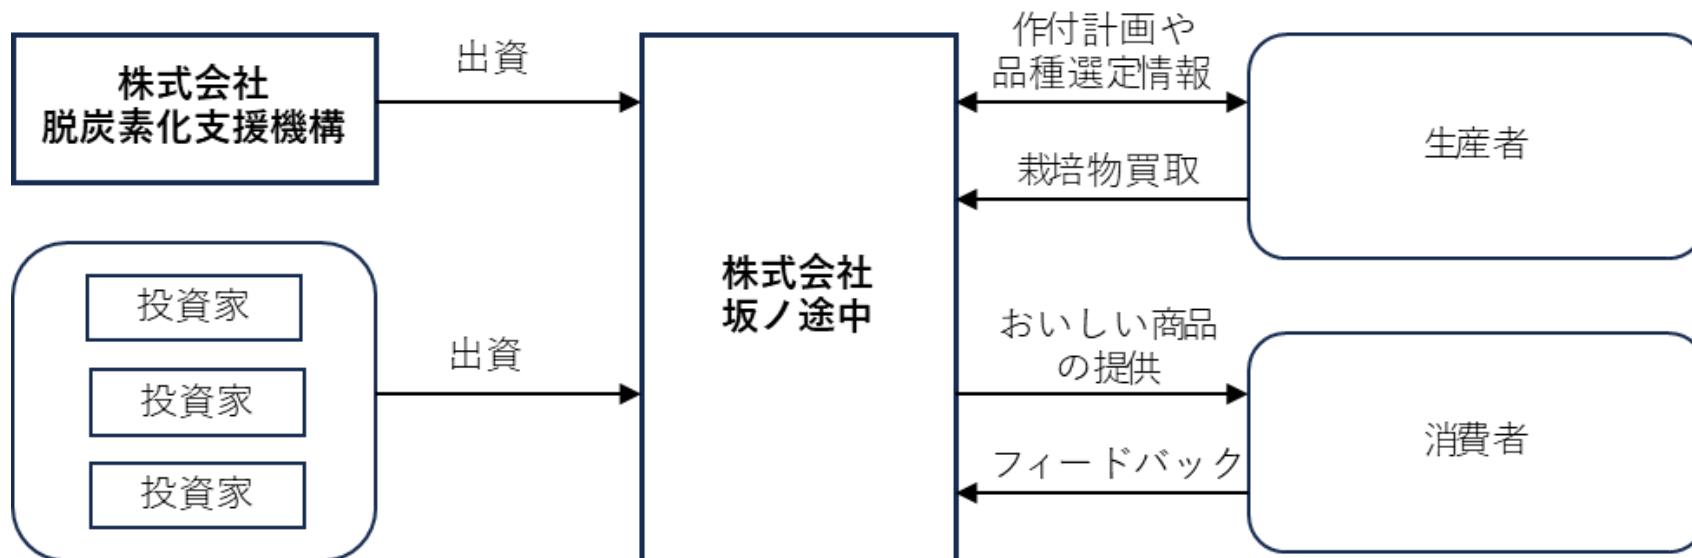 株式会社
脱炭素化支援機構
出資
投資家
投資家
投資家
出資
株式会社
坂ノ途中
作付計画や
品種選定情報
栽培物買取
生産者
おいしい商品
の提供
フィードバック
消費者